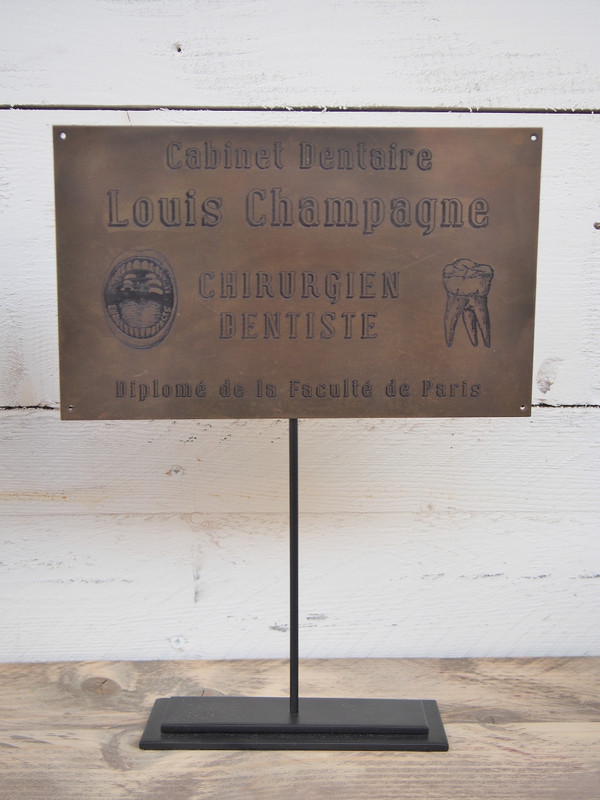 Cabinet Dentaire
Louis Champagne
CHIRURGIEN
DENTISTE
Diplomé de la Faculté de Paris